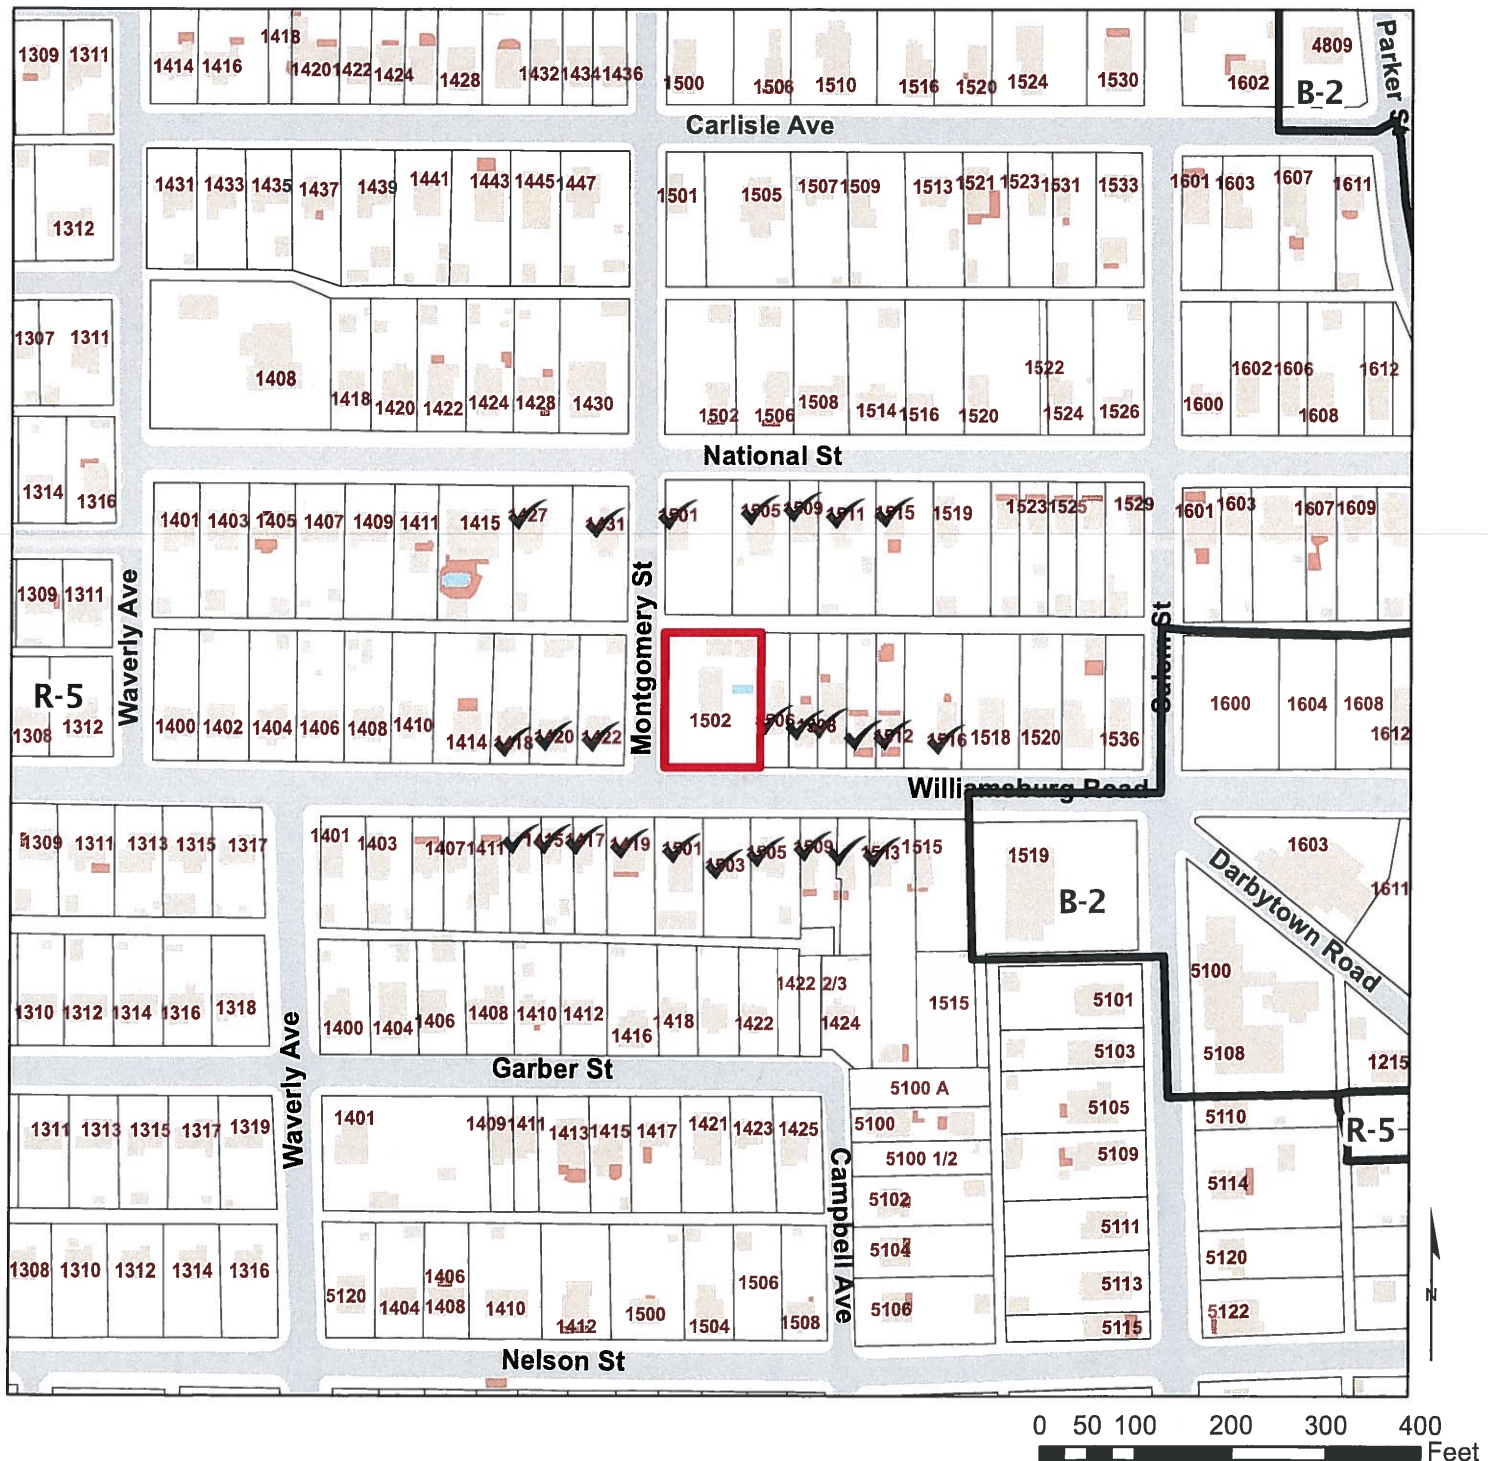 1309 1311 1414 1416 1418 1420 1422 1424 1428 1432 1434 1436 1500 1506 1510 1516 1520 1524 1530 1602 4809 Parker St
B-2
Carlisle Ave
1431 1433 1435 1437 1439 1441 1443 1445 1447 1501 1505 1507 1509 1513 1521 1523 1531 1533 1601 1603 1607 1611
1312
1307 1311 1408 1418 1420 1422 1424 1428 1430 1502 1506 1508 1514 1516 1520 1522 1524 1526 1600 1602 1606 1608 1612
National St
1314 1316 1401 1403 1405 1407 1409 1411 1415 1519 1523 1525 1529 1601 1603 1607 1609
1309 1311 Waverly Ave Montgomery St Salem St
R-5
1308 1312 1400 1402 1404 1406 1408 1410 1414 1502 1518 1520 1536 1600 1604 1608 1612
Williamsburg Road
1309 1311 1313 1315 1317 1401 1403 1407 1411 1515 1519 1603 1611
B-2
Darbytown Road
1310 1312 1314 1316 1318 1400 1404 1406 1408 1410 1412 1416 1418 1422 1422 2/3 1424 1515 5101 5100
5103 5108 1215
Waverly Ave
Garber St
5100 A
1311 1313 1315 1317 1319 1401 1409 1411 1413 1415 1417 1421 1423 1425 5100 5105 5110
R-5
5100 1/2 5109
Campbell Ave
5102 5114
5104 5111 5120
1308 1310 1312 1314 1316 5120 1404 1406 1408 1410 1412 1500 1504 1506 1508 5106 5113 5122
5115
N
Nelson St
0 50 100 200 300 400
Feet